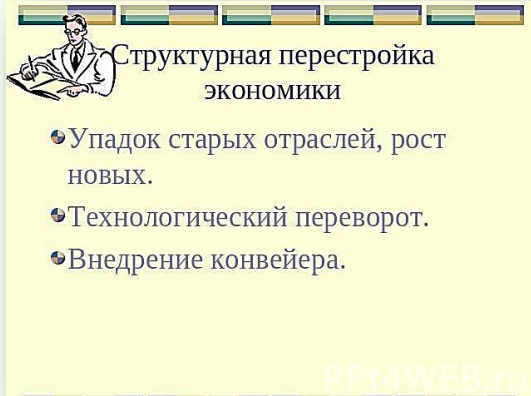 Структурная перестройка
экономики
Упадок старых отраслей, рост
новых.
Технологический переворот.
Внедрение конвейера.
PPt4WEB.ru